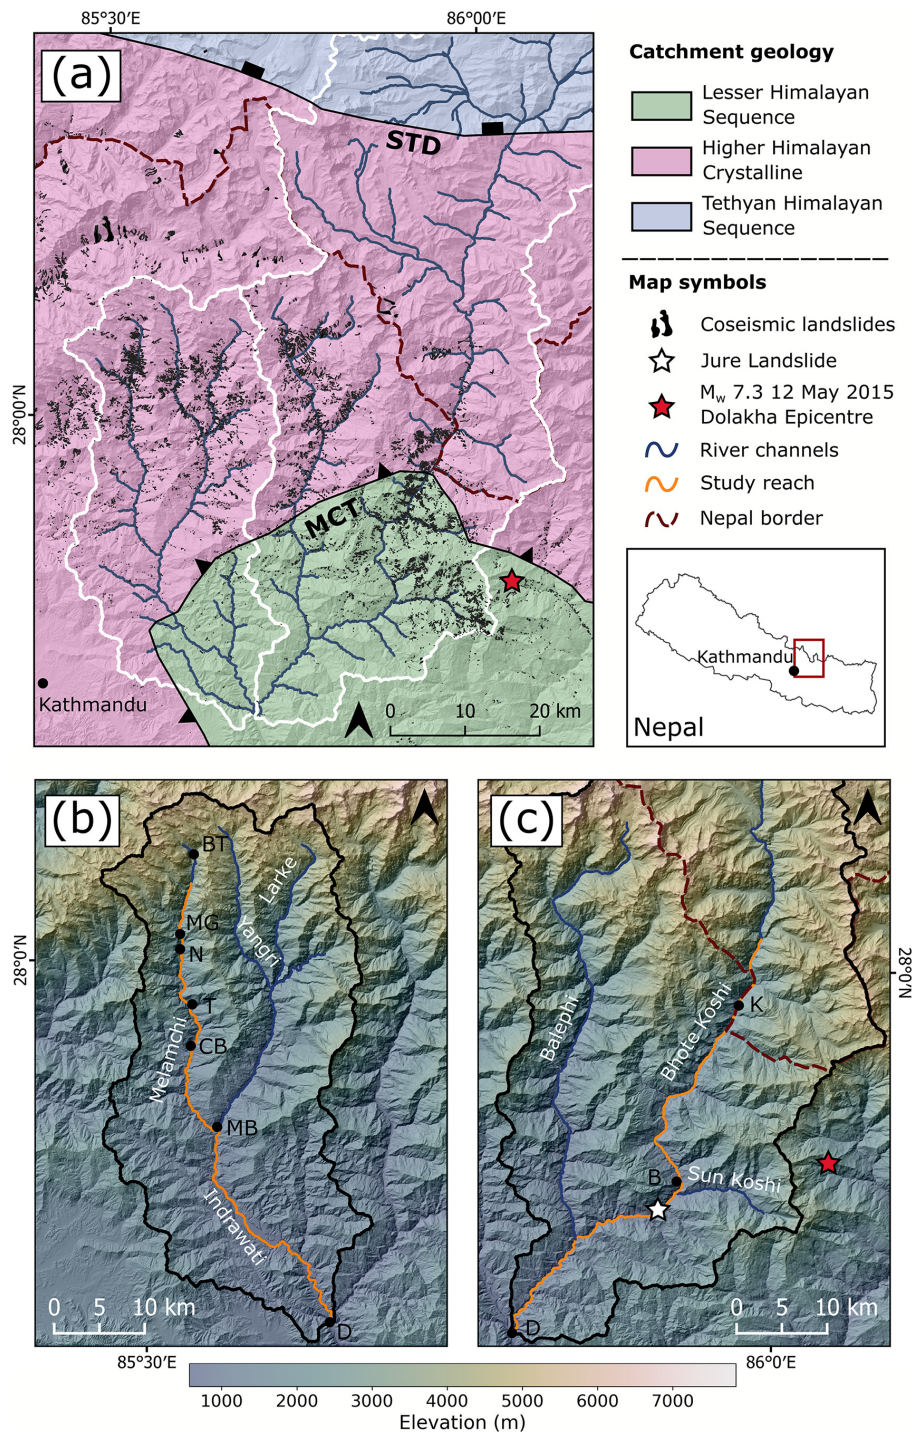 85°30′E
86°00′E
(a)
STD
MCT
28°00′N
Kathmandu
0 10 20 km
Catchment geology
Lesser Himalayan
Sequence
Higher Himalayan
Crystalline
Tethyan Himalayan
Sequence
Map symbols
Coseismic landslides
Jure Landslide
Mw 7.3 12 May 2015
Dolakha Epicentre
River channels
Study reach
Nepal border
Kathmandu
Nepal
(b)
BT
Larke
MG
Yangri
N
T
CB
Melamchi
MB
Indrawati
D
0 5 10 km
28°0′N
85°30′E
(c)
Balephi
Bhote Koshi
K
B
Sun Koshi
D
0 5 10 km
28°0′N
86°0′E
1000 2000 3000 4000 5000 6000 7000
Elevation (m)